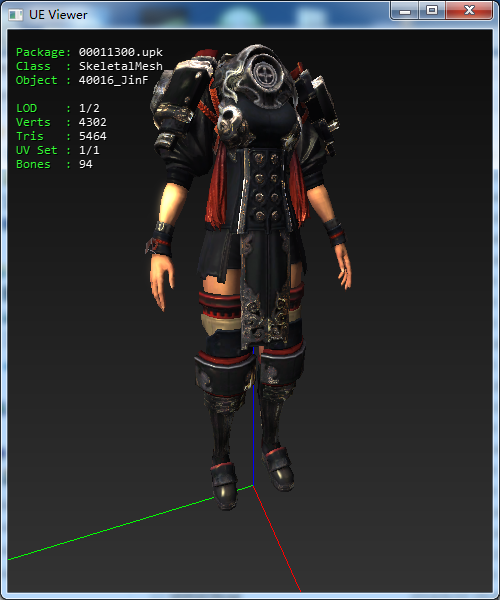 UE Viewer
Package: 00011300.upk
Class : SkeletalMesh
Object : 40016_JinF
LOD : 1/2
Verts : 4302
Tris : 5464
UV Set : 1/1
Bones : 94